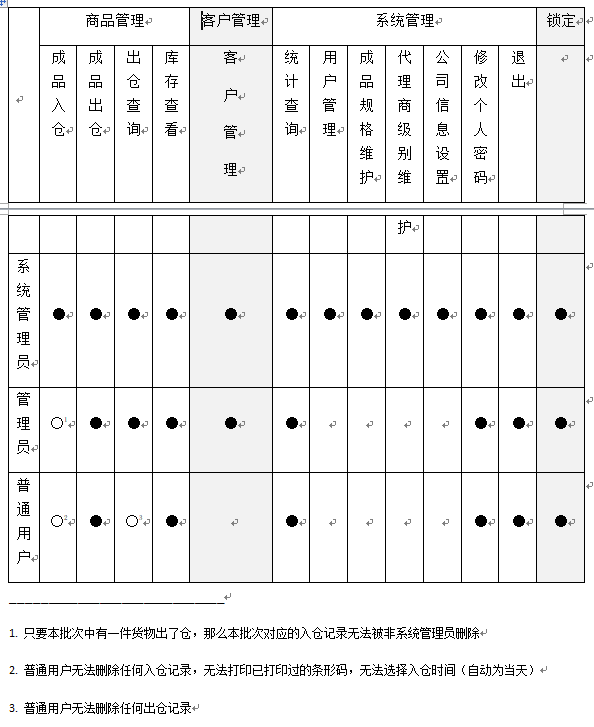 商品管理 客户管理 系统管理 锁定
成品入仓 成品出仓 出仓查询 库存查看 客户管理 统计查询 用户管理 成品规格维护 代理商级别维 公司信息设置 修改个人密码 退出
护
系统管理员 ● ● ● ● ● ● ● ● ● ● ● ● ●
管理员 ○1 ● ● ● ● ● ● ● ●
普通用户 ○2 ● ○3 ● ● ● ● ●
1. 只要本批次中有一件货物出了仓，那么本批次对应的入仓记录无法被非系统管理员删除
2. 普通用户无法删除任何入仓记录，无法打印已打印过的条形码，无法选择入仓时间（自动为当天）
3. 普通用户无法删除任何出仓记录